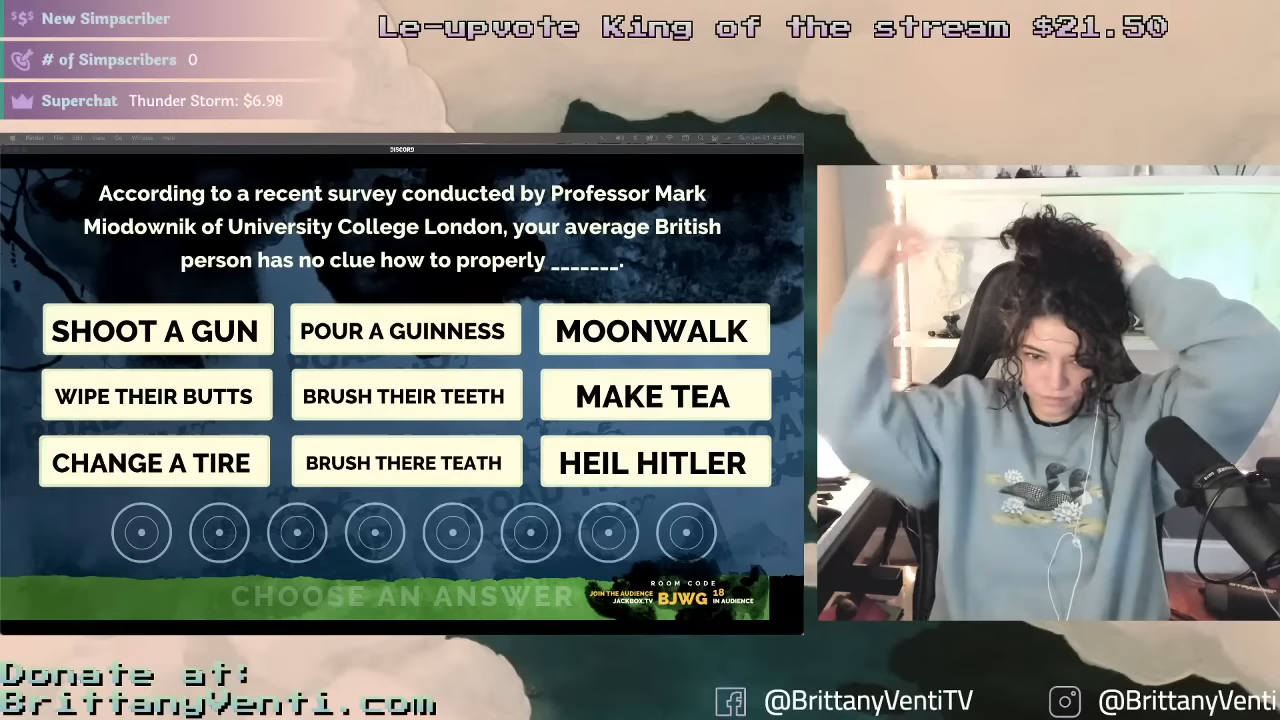 New Simpscriber
# of Simpscribers 0
Superchat Thunder Storm: $6.98
Le-upvote King of the stream $21.50
DISCORD
According to a recent survey conducted by Professor Mark
Miodownik of University College London, your average British
person has no clue how to properly _______.
SHOOT A GUN
POUR A GUINNESS
MOONWALK
WIPE THEIR BUTTS
BRUSH THEIR TEETH
MAKE TEA
CHANGE A TIRE
BRUSH THERE TEATH
HEIL HITLER
CHOOSE AN ANSWER
ROOM CODE
JOIN THE AUDIENCE
JACKBOX.TV
BJWG
18
IN AUDIENCE
Donate at:
BrittanyVenti.com
@BrittanyVentiTV
@BrittanyVenti